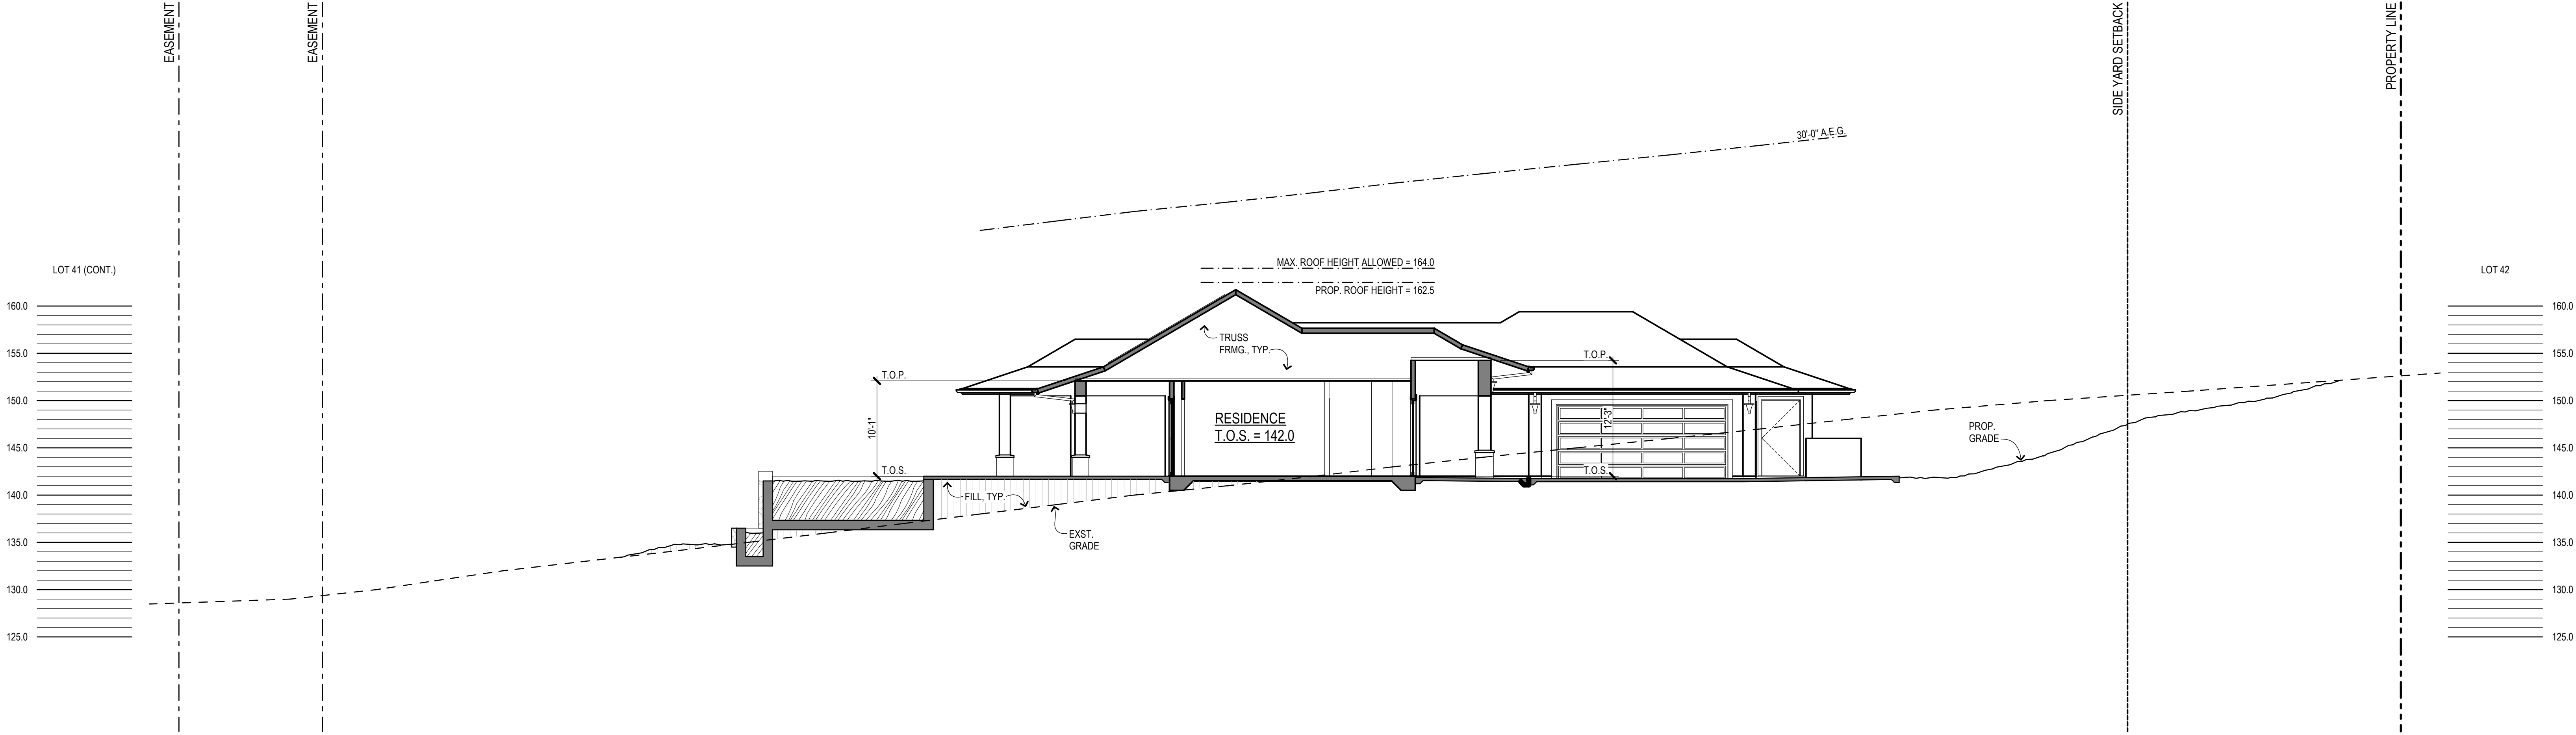 EASEMENT
EASEMENT
SIDE YARD SETBACK
PROPERTY LINE
30'-0" A.E.G.
MAX. ROOF HEIGHT ALLOWED = 164.0
PROP. ROOF HEIGHT = 162.5
LOT 41 (CONT.)
160.0
155.0
150.0
145.0
140.0
135.0
130.0
125.0
TRUSS
FRMG., TYP.
T.O.P.
10'-1"
T.O.S.
RESIDENCE
T.O.S. = 142.0
T.O.P.
12'-3"
T.O.S.
FILL, TYP.
EXST.
GRADE
PROP.
GRADE
LOT 42
160.0
155.0
150.0
145.0
140.0
135.0
130.0
125.0